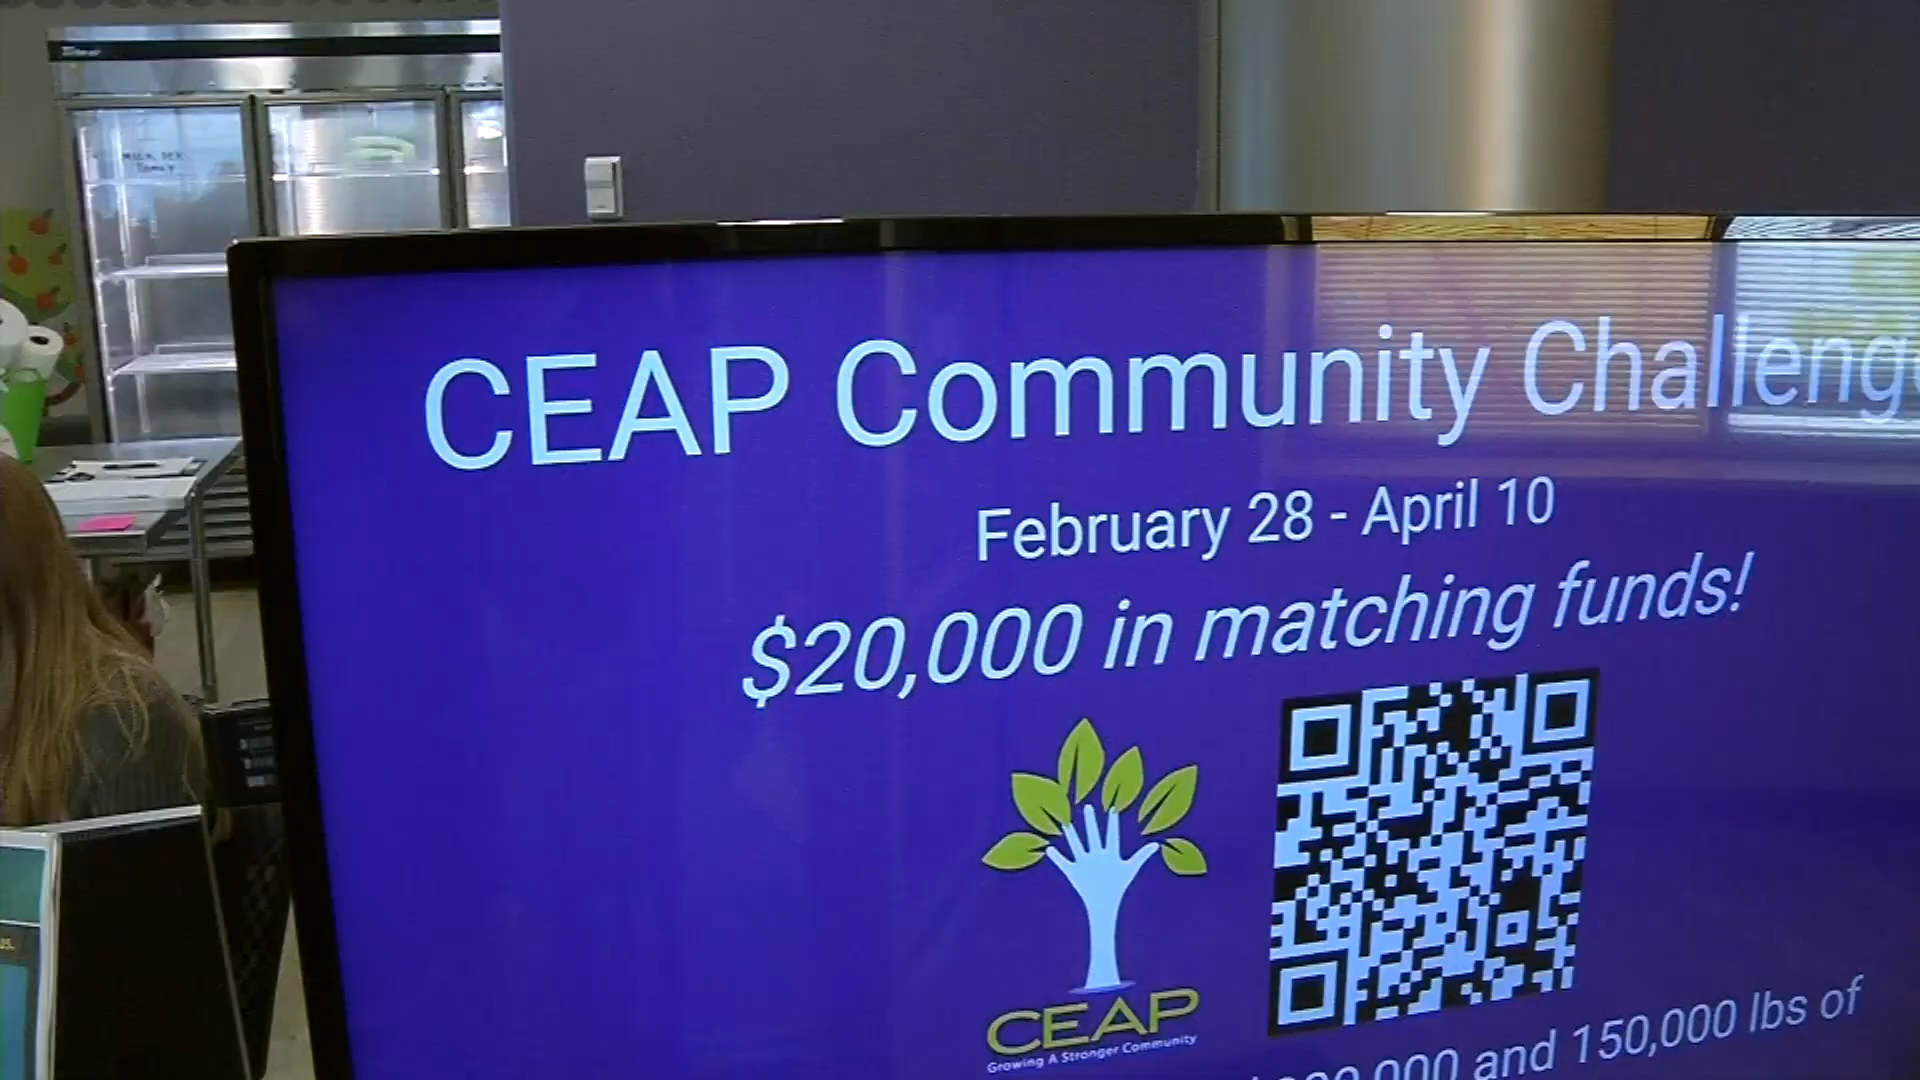 CEAP Community Challenge
February 28 - April 10
$20,000 in matching funds!
CEAP
Growing A Stronger Community
and 150,000 lbs of